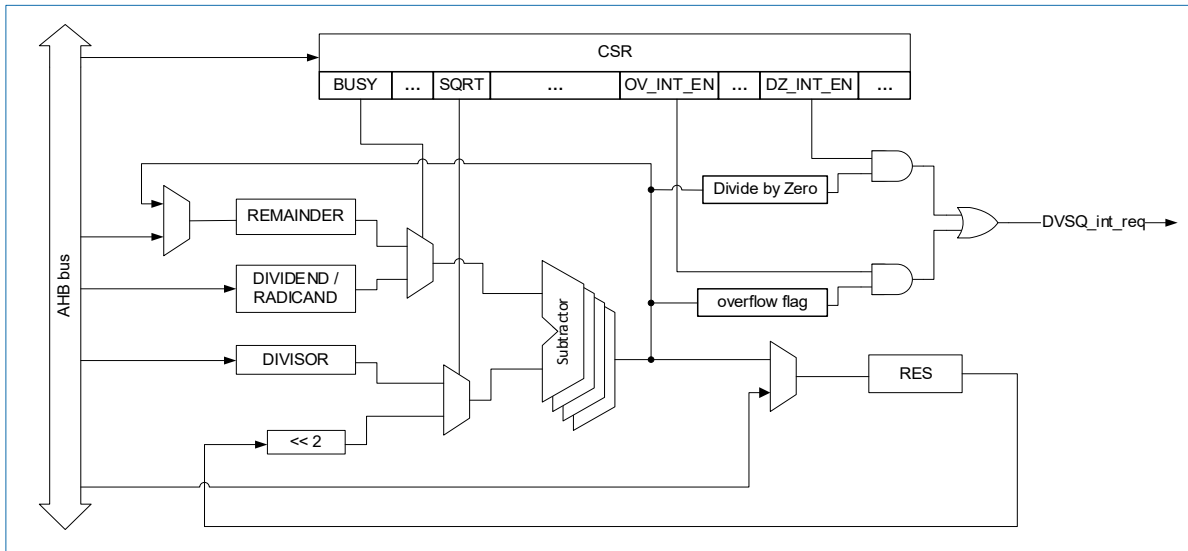 CSR
BUSY ... SQRT ... OV_INT_EN ... DZ_INT_EN ...
Divide by Zero
REMAINDER
DVSQ_int_req
AHB bus
DIVIDEND /
RADICAND
overflow flag
Subtractor
DIVISOR
RES
<< 2